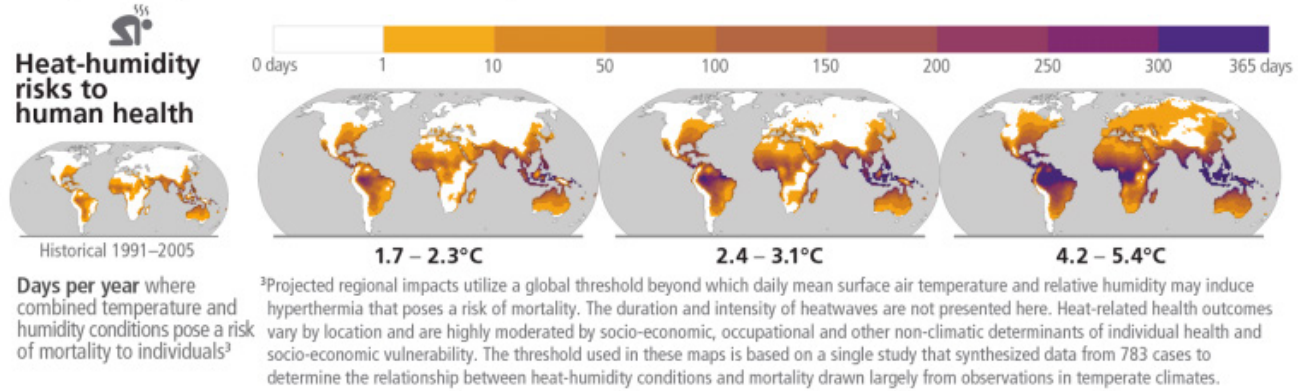 Heat-humidity
risks to
human health
0 days 1 10 50 100 150 200 250 300 365 days
Historical 1991–2005
1.7 – 2.3°C 2.4 – 3.1°C 4.2 – 5.4°C
Days per year where
combined temperature and
humidity conditions pose a risk
of mortality to individuals³
³Projected regional impacts utilize a global threshold beyond which daily mean surface air temperature and relative humidity may induce
hyperthermia that poses a risk of mortality. The duration and intensity of heatwaves are not presented here. Heat-related health outcomes
vary by location and are highly moderated by socio-economic, occupational and other non-climatic determinants of individual health and
socio-economic vulnerability. The threshold used in these maps is based on a single study that synthesized data from 783 cases to
determine the relationship between heat-humidity conditions and mortality drawn largely from observations in temperate climates.